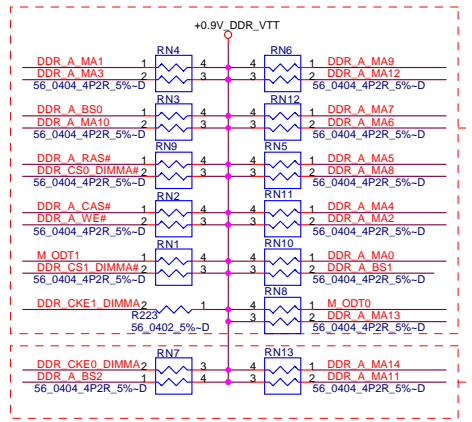 +0.9V_DDR_VTT
RN4 RN6
DDR_A_MA1 1 4 4 1 DDR_A_MA9
DDR_A_MA3 2 3 3 2 DDR_A_MA12
56_0404_4P2R_5%~D 56_0404_4P2R_5%~D
RN3 RN12
DDR_A_BS0 1 4 4 1 DDR_A_MA7
DDR_A_MA10 2 3 3 2 DDR_A_MA6
56_0404_4P2R_5%~D 56_0404_4P2R_5%~D
RN9 RN5
DDR_A_RAS# 1 4 4 1 DDR_A_MA5
DDR_CS0_DIMMA# 2 3 3 2 DDR_A_MA8
56_0404_4P2R_5%~D 56_0404_4P2R_5%~D
RN2 RN11
DDR_A_CAS# 1 4 4 1 DDR_A_MA4
DDR_A_WE# 2 3 3 2 DDR_A_MA2
56_0404_4P2R_5%~D 56_0404_4P2R_5%~D
RN1 RN10
M_ODT1 1 4 4 1 DDR_A_MA0
DDR_CS1_DIMMA# 2 3 3 2 DDR_A_BS1
56_0404_4P2R_5%~D 56_0404_4P2R_5%~D
RN8
DDR_CKE1_DIMMA 2 1 4 1 M_ODT0
R223 3 2 DDR_A_MA13
56_0402_5%~D 56_0404_4P2R_5%~D
RN7 RN13
DDR_CKE0_DIMMA 2 3 4 1 DDR_A_MA14
DDR_A_BS2 1 4 3 2 DDR_A_MA11
56_0404_4P2R_5%~D 56_0404_4P2R_5%~D